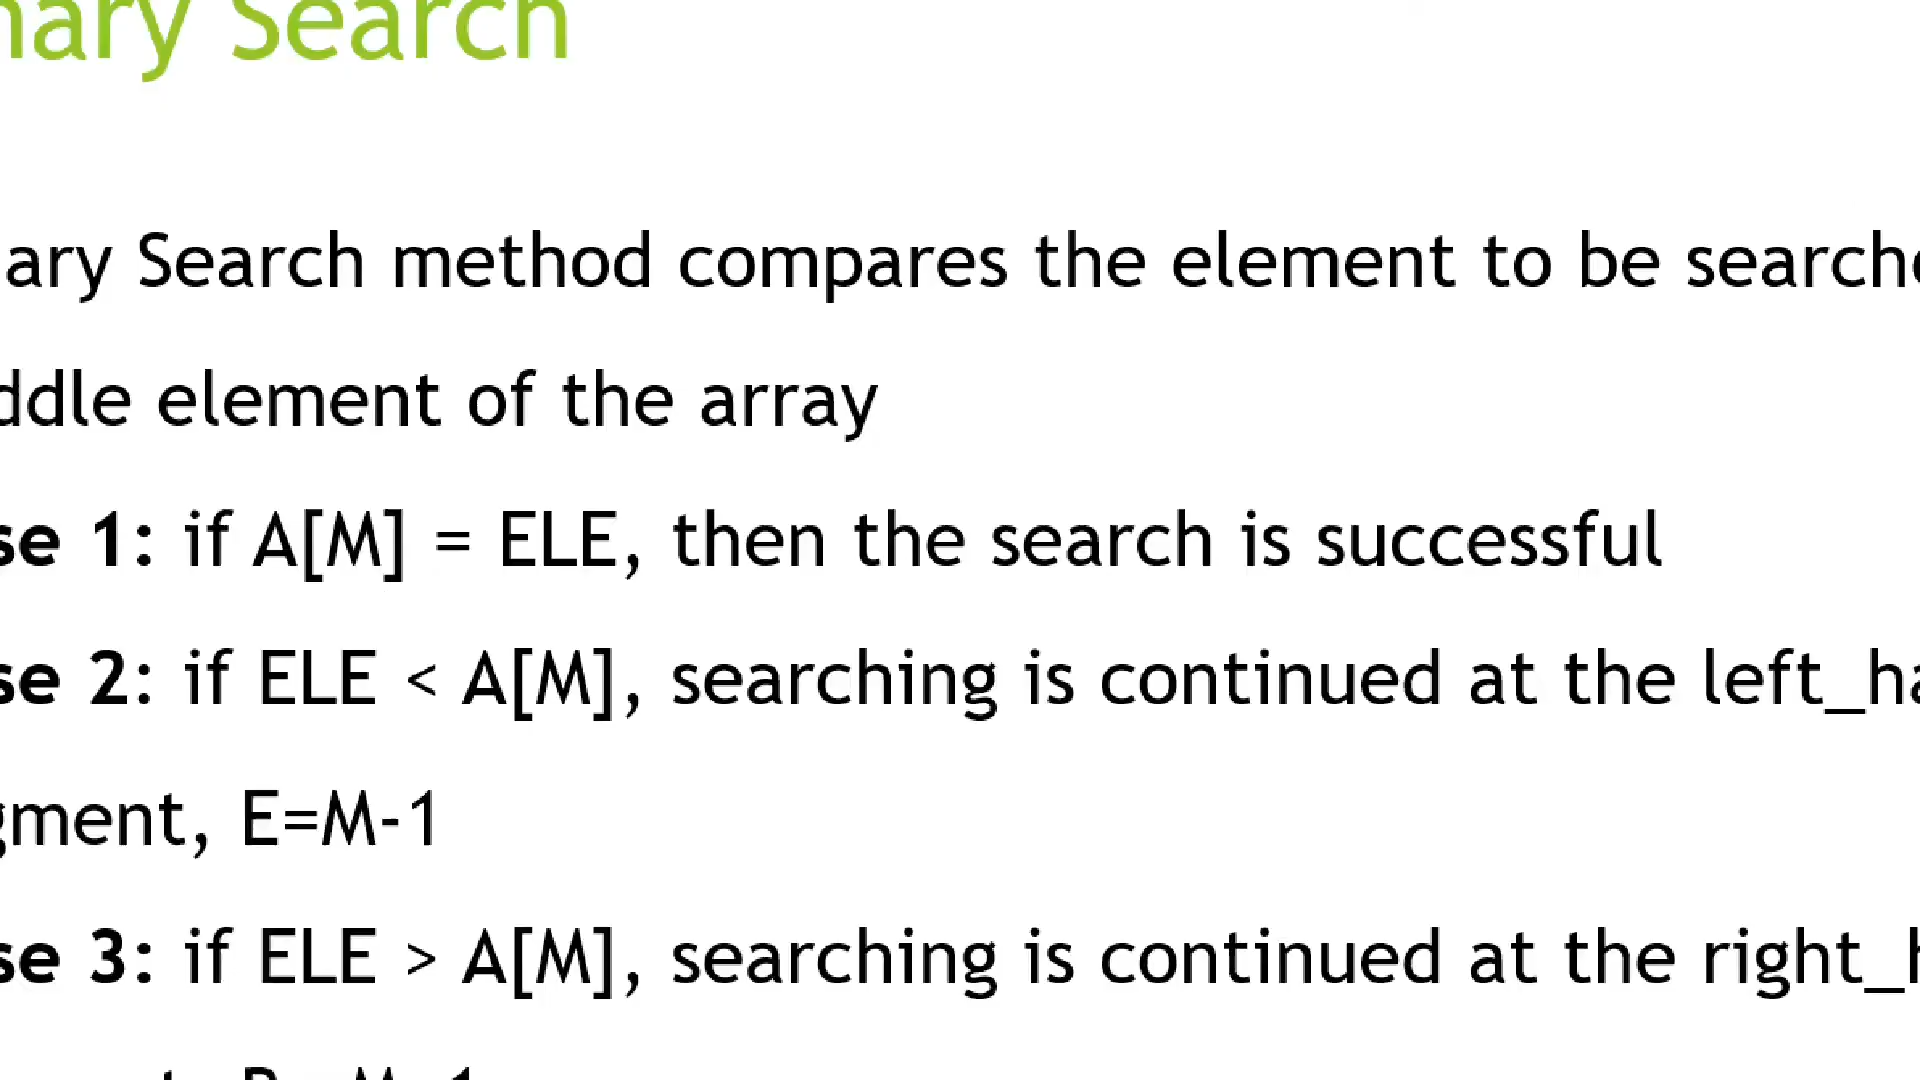 nary Search
ary Search method compares the element to be searche
ddle element of the array
se 1: if A[M] = ELE, then the search is successful
se 2: if ELE < A[M], searching is continued at the left_ha
gment, E=M-1
se 3: if ELE > A[M], searching is continued at the right_h